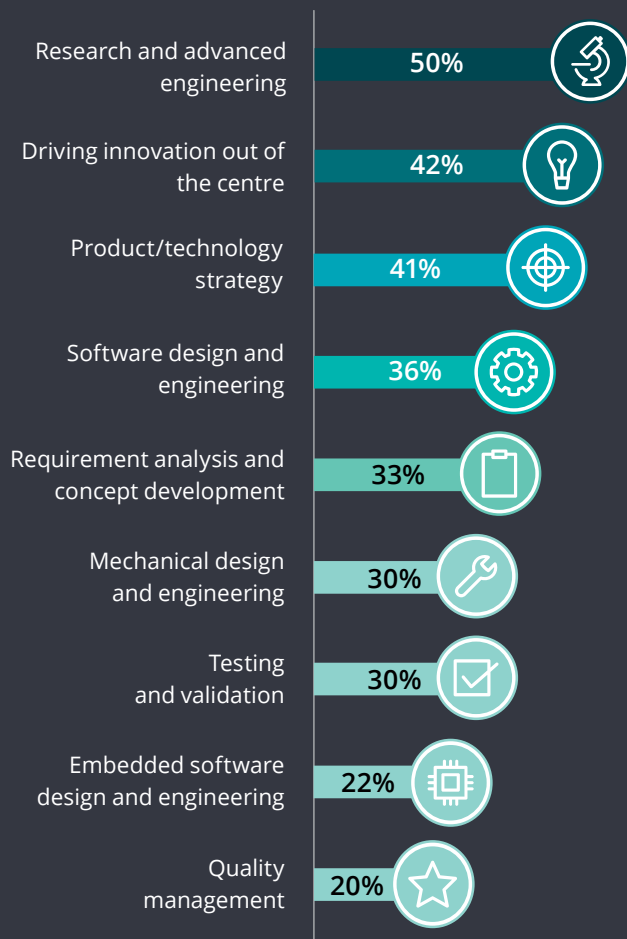 Research and advanced
engineering
50%
Driving innovation out of
the centre
42%
Product/technology
strategy
41%
Software design and
engineering
36%
Requirement analysis and
concept development
33%
Mechanical design
and engineering
30%
Testing
and validation
30%
Embedded software
design and engineering
22%
Quality
management
20%